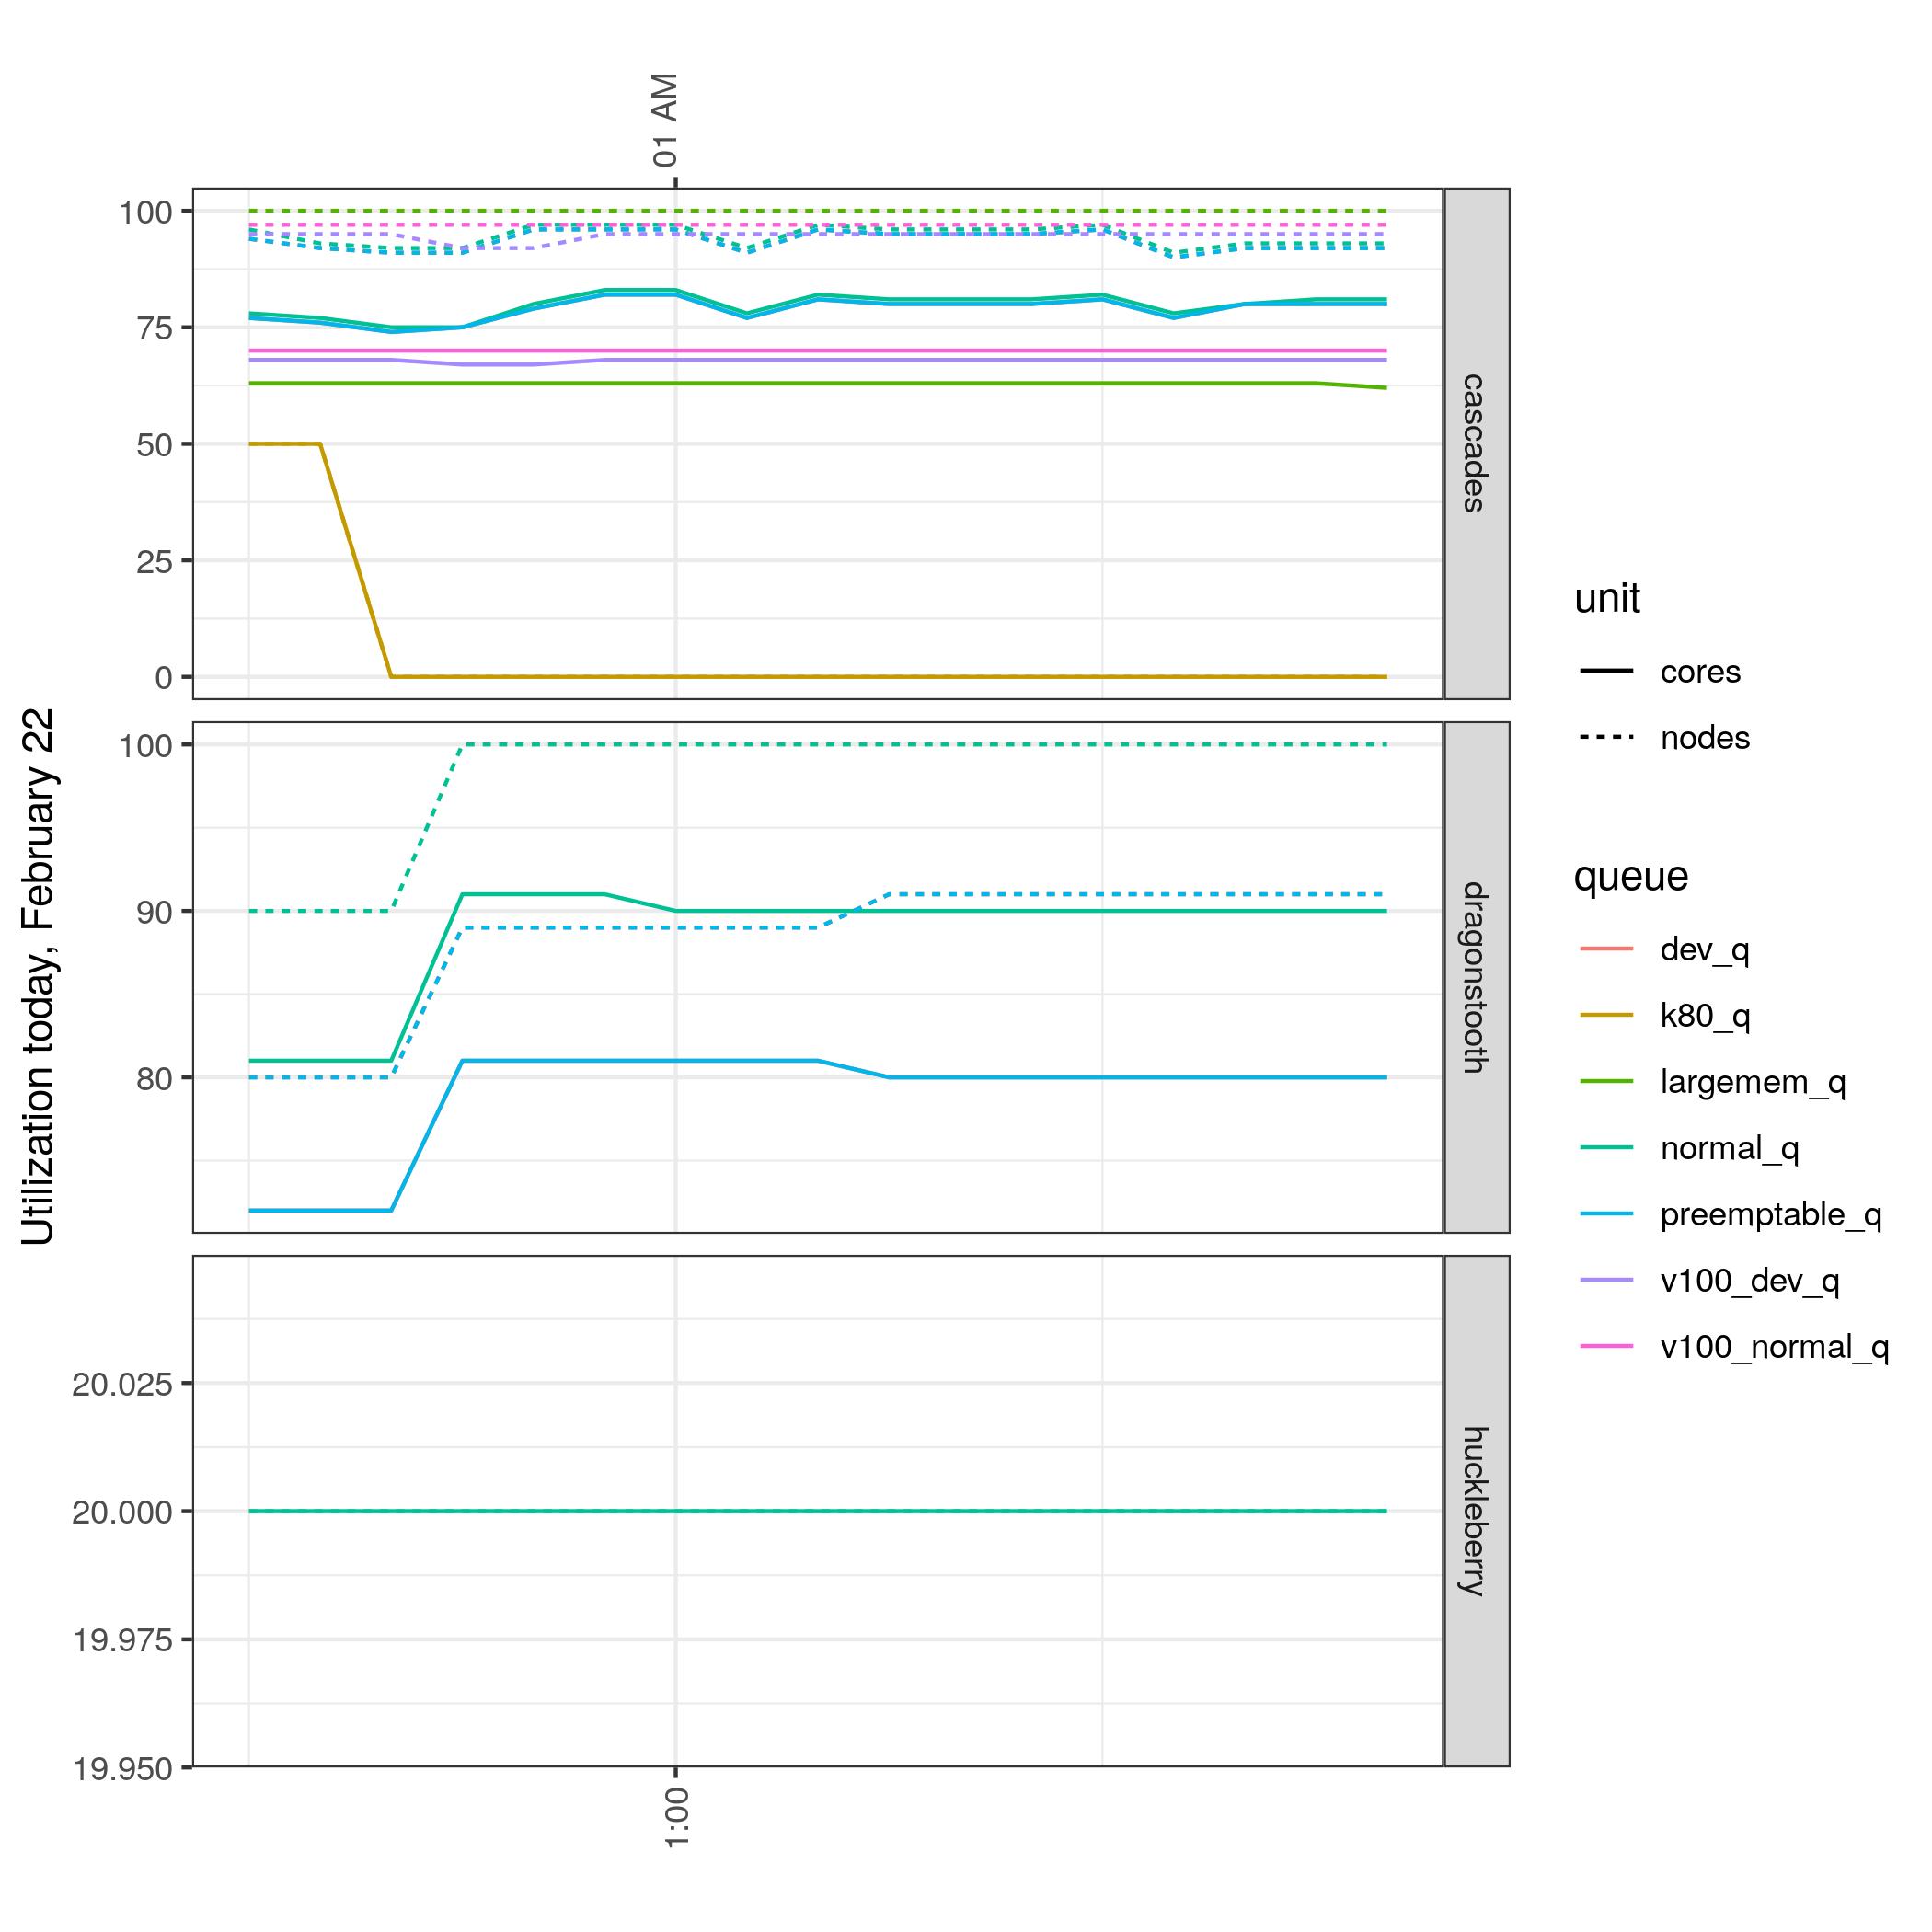 01 AM
100
75
50
25
0
cascades
100
90
80
dragonstooth
20.025
20.000
19.975
19.950
huckleberry
1:00
Utilization today, February 22
unit
cores
nodes
queue
dev_q
k80_q
largemem_q
normal_q
preemptable_q
v100_dev_q
v100_normal_q